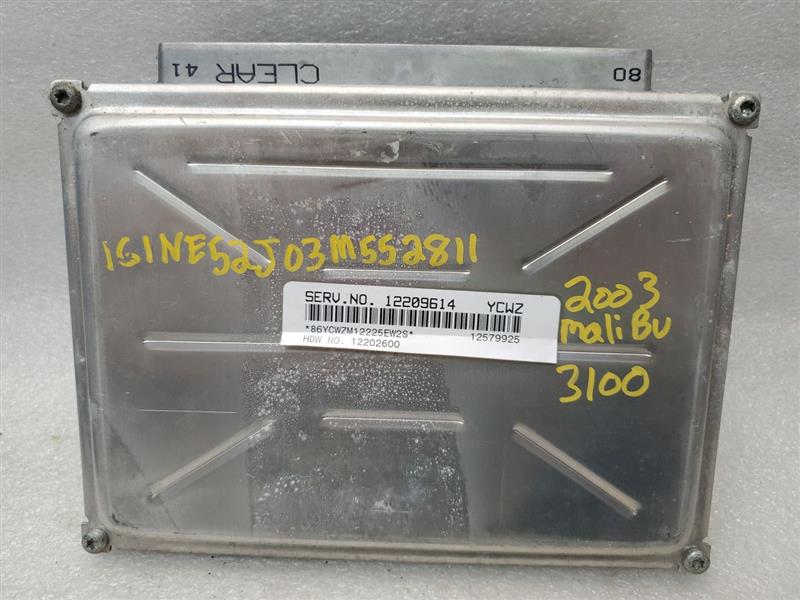 CLEAR 41
80
1G1NE52J03M552811
SERV.NO. 12209614 YCWZ
*86YCWZM12225EW2S*
12579925
HDW NO. 12202600
2003
maliBu
3100